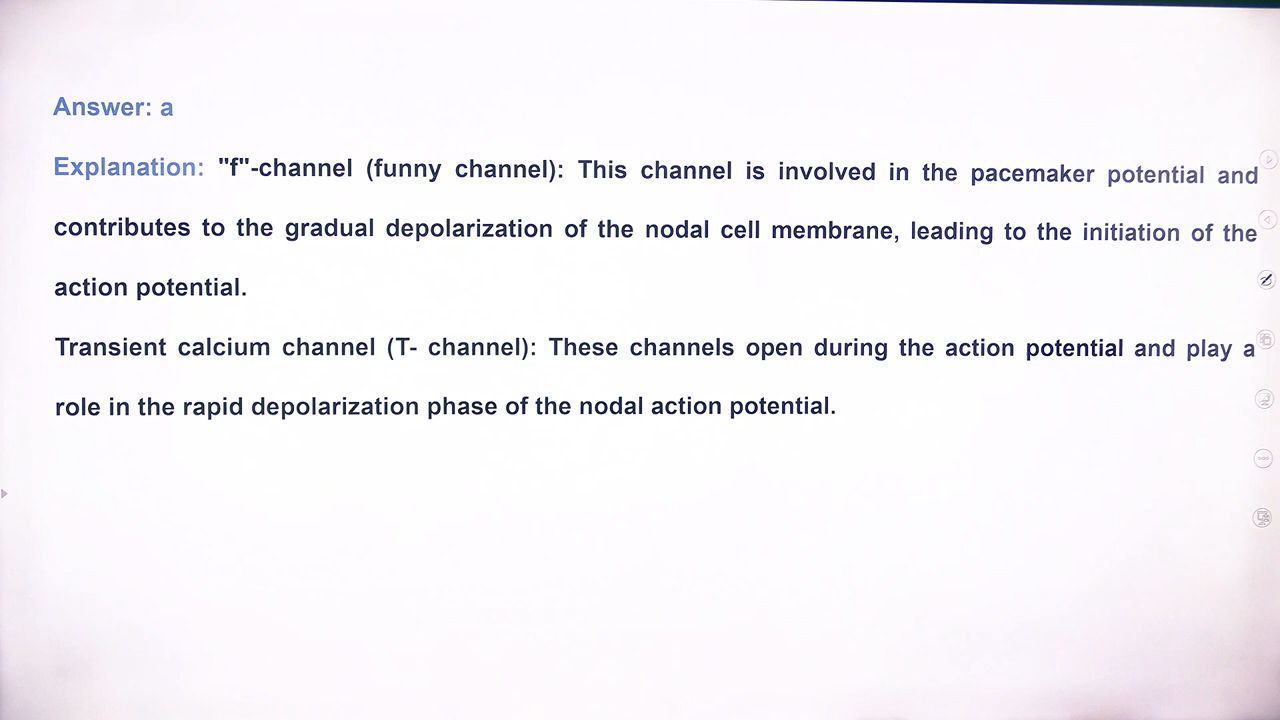 Answer: a
Explanation: "f"-channel (funny channel): This channel is involved in the pacemaker potential and
contributes to the gradual depolarization of the nodal cell membrane, leading to the initiation of the
action potential.
Transient calcium channel (T- channel): These channels open during the action potential and play a
role in the rapid depolarization phase of the nodal action potential.